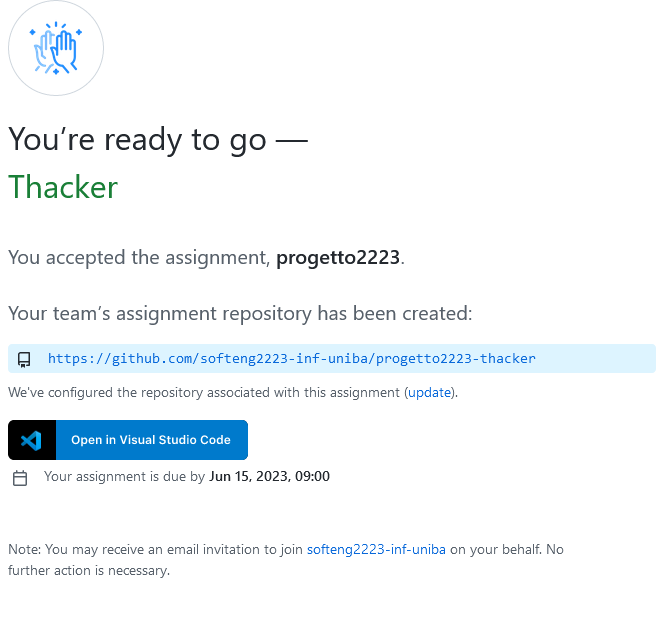 You're ready to go —
Thacker
You accepted the assignment, progetto2223.
Your team's assignment repository has been created:
https://github.com/softeng2223-inf-uniba/progetto2223-thacker
We've configured the repository associated with this assignment (update).
Open in Visual Studio Code
Your assignment is due by Jun 15, 2023, 09:00
Note: You may receive an email invitation to join softeng2223-inf-uniba on your behalf. No
further action is necessary.